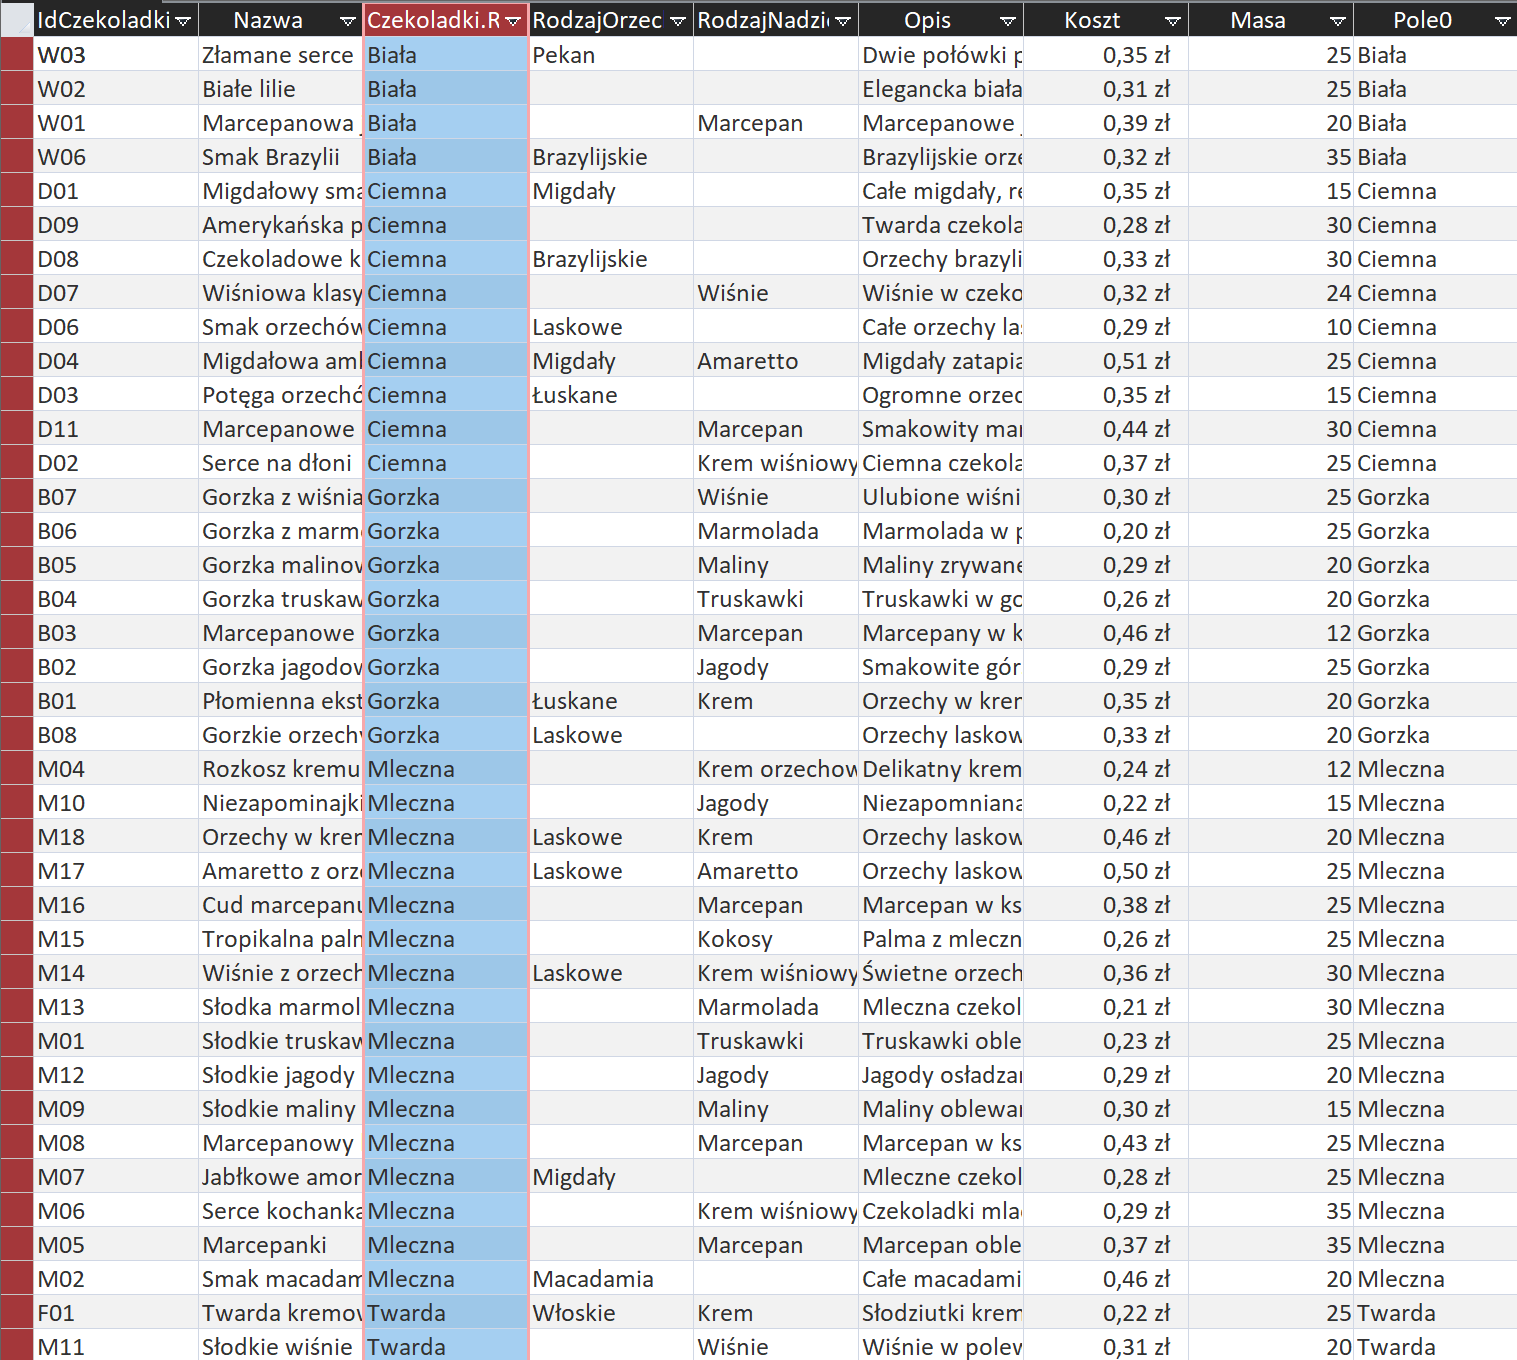 IdCzekoladki Nazwa Czekoladki.R RodzajOrzec RodzajNadzi Opis Koszt Masa Pole0
W03 Złamane serce Biała Pekan Dwie połówki p 0,35 zł 25 Biała
W02 Białe lilie Biała Elegancka biała 0,31 zł 25 Biała
W01 Marcepanowa Biała Marcepan Marcepanowe 0,39 zł 20 Biała
W06 Smak Brazylii Biała Brazylijskie Brazylijskie orze 0,32 zł 35 Biała
D01 Migdałowy sma Ciemna Migdały Całe migdały, re 0,35 zł 15 Ciemna
D09 Amerykańska p Ciemna Twarda czekola 0,28 zł 30 Ciemna
D08 Czekoladowe k Ciemna Brazylijskie Orzechy brazyli 0,33 zł 30 Ciemna
D07 Wiśniowa klasy Ciemna Wiśnie Wiśnie w czeko 0,32 zł 24 Ciemna
D06 Smak orzechów Ciemna Laskowe Całe orzechy las 0,29 zł 10 Ciemna
D04 Migdałowa aml Ciemna Migdały Amaretto Migdały zatapia 0,51 zł 25 Ciemna
D03 Potęga orzechó Ciemna Łuskane Ogromne orzec 0,35 zł 15 Ciemna
D11 Marcepanowe Ciemna Marcepan Smakowity mar 0,44 zł 30 Ciemna
D02 Serce na dłoni Ciemna Krem wiśniowy Ciemna czekola 0,37 zł 25 Ciemna
B07 Gorzka z wiśnia Gorzka Wiśnie Ulubione wiśni 0,30 zł 25 Gorzka
B06 Gorzka z marm Gorzka Marmolada Marmolada w p 0,20 zł 25 Gorzka
B05 Gorzka malinow Gorzka Maliny Maliny zrywane 0,29 zł 20 Gorzka
B04 Gorzka truskaw Gorzka Truskawki Truskawki w go 0,26 zł 20 Gorzka
B03 Marcepanowe Gorzka Marcepan Marcepany w k 0,46 zł 12 Gorzka
B02 Gorzka jagodow Gorzka Jagody Smakowite gór 0,29 zł 25 Gorzka
B01 Płomienna ekst Gorzka Łuskane Krem Orzechy w krem 0,35 zł 20 Gorzka
B08 Gorzkie orzechy Gorzka Laskowe Orzechy laskow 0,33 zł 20 Gorzka
M04 Rozkosz kremu Mleczna Krem orzechow Delikatny krem 0,24 zł 12 Mleczna
M10 Niezapominajki Mleczna Jagody Niezapomniana 0,22 zł 15 Mleczna
M18 Orzechy w krem Mleczna Laskowe Krem Orzechy laskow 0,46 zł 20 Mleczna
M17 Amaretto z orze Mleczna Laskowe Amaretto Orzechy laskow 0,50 zł 25 Mleczna
M16 Cud marcepanu Mleczna Marcepan Marcepan w ks 0,38 zł 25 Mleczna
M15 Tropikalna palm Mleczna Kokosy Palma z mleczn 0,26 zł 25 Mleczna
M14 Wiśnie z orzech Mleczna Laskowe Krem wiśniowy Świetne orzech 0,36 zł 30 Mleczna
M13 Słodka marmol Mleczna Marmolada Mleczna czekol 0,21 zł 30 Mleczna
M01 Słodkie truskaw Mleczna Truskawki Truskawki oble 0,23 zł 25 Mleczna
M12 Słodkie jagody Mleczna Jagody Jagody osładzan 0,29 zł 20 Mleczna
M09 Słodkie maliny Mleczna Maliny Maliny oblewan 0,30 zł 15 Mleczna
M08 Marcepanowy Mleczna Marcepan Marcepan w ks 0,43 zł 25 Mleczna
M07 Jabłkowe amor Mleczna Migdały Mleczne czekol 0,28 zł 25 Mleczna
M06 Serce kochanka Mleczna Krem wiśniowy Czekoladki mla 0,29 zł 35 Mleczna
M05 Marcepanki Mleczna Marcepan Marcepan oble 0,37 zł 35 Mleczna
M02 Smak macadam Mleczna Macadamia Całe macadami 0,46 zł 20 Mleczna
F01 Twarda kremow Twarda Włoskie Krem Słodziutki krem 0,22 zł 25 Twarda
M11 Słodkie wiśnie Twarda Wiśnie Wiśnie w polew 0,31 zł 20 Twarda